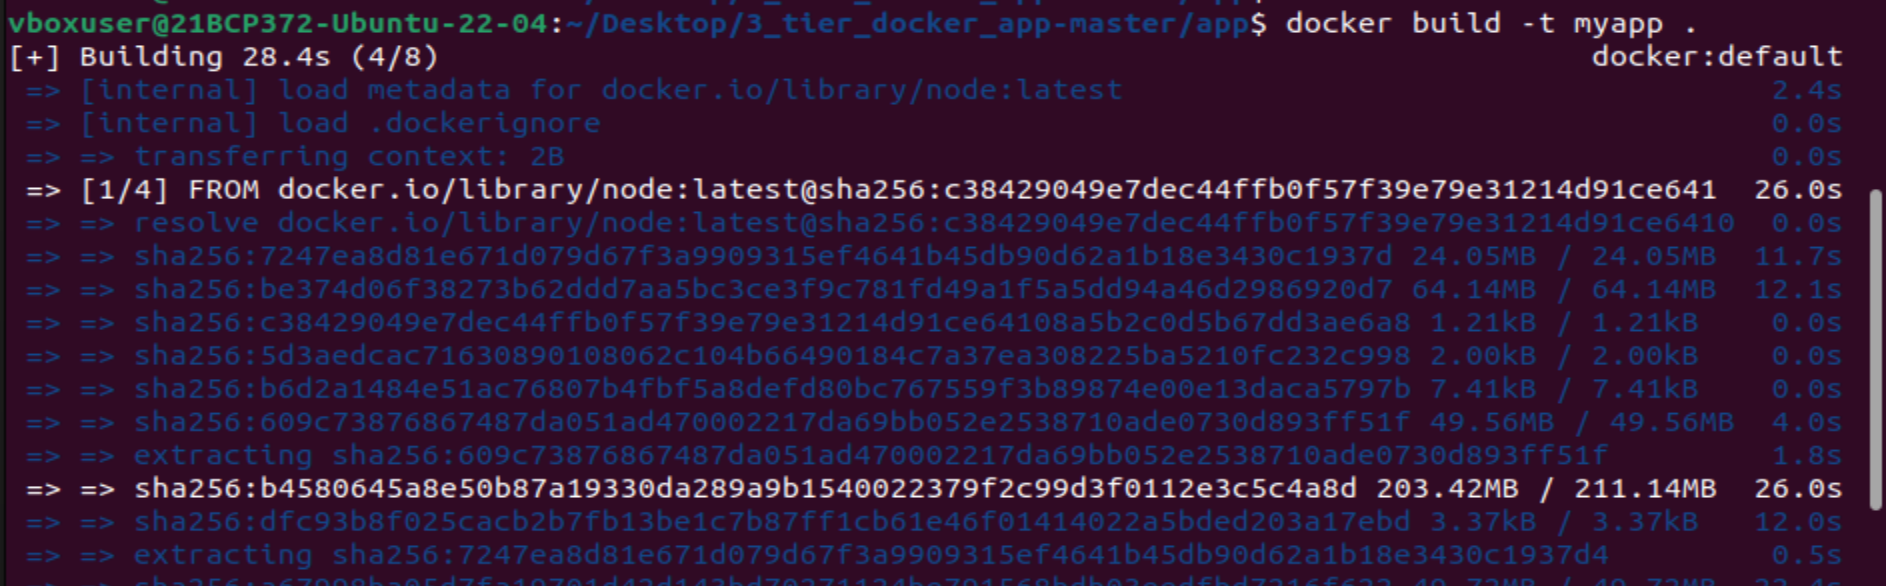 vboxuser@21BCP372-Ubuntu-22-04:~/Desktop/3_tier_docker_app-master/app$ docker build -t myapp .
[+] Building 28.4s (4/8) docker:default
=> [internal] load metadata for docker.io/library/node:latest 2.4s
=> [internal] load .dockerignore 0.0s
=> => transferring context: 2B 0.0s
=> [1/4] FROM docker.io/library/node:latest@sha256:c38429049e7dec44ffb0f57f39e79e31214d91ce641 26.0s
=> => resolve docker.io/library/node:latest@sha256:c38429049e7dec44ffb0f57f39e79e31214d91ce6410 0.0s
=> => sha256:7247ea8d81e671d079d67f3a9909315ef4641b45db90d62a1b18e3430c1937d 24.05MB / 24.05MB 11.7s
=> => sha256:be374d06f38273b62ddd7aa5bc3ce3f9c781fd49a1f5a5dd94a46d2986920d7 64.14MB / 64.14MB 12.1s
=> => sha256:c38429049e7dec44ffb0f57f39e79e31214d91ce64108a5b2c0d5b67dd3ae6a8 1.21kB / 1.21kB 0.0s
=> => sha256:5d3aedcac71630890108062c104b66490184c7a37ea308225ba5210fc232c998 2.00kB / 2.00kB 0.0s
=> => sha256:b6d2a1484e51ac76807b4fbf5a8defd80bc767559f3b89874e00e13daca5797b 7.41kB / 7.41kB 0.0s
=> => sha256:609c73876867487da051ad470002217da69bb052e2538710ade0730d893ff51f 49.56MB / 49.56MB 4.0s
=> => extracting sha256:609c73876867487da051ad470002217da69bb052e2538710ade0730d893ff51f 1.8s
=> => sha256:b4580645a8e50b87a19330da289a9b1540022379f2c99d3f0112e3c5c4a8d 203.42MB / 211.14MB 26.0s
=> => sha256:dfc93b8f025cacb2b7fb13be1c7b87ff1cb61e46f01414022a5bded203a17ebd 3.37kB / 3.37kB 12.0s
=> => extracting sha256:7247ea8d81e671d079d67f3a9909315ef4641b45db90d62a1b18e3430c1937d4 0.5s